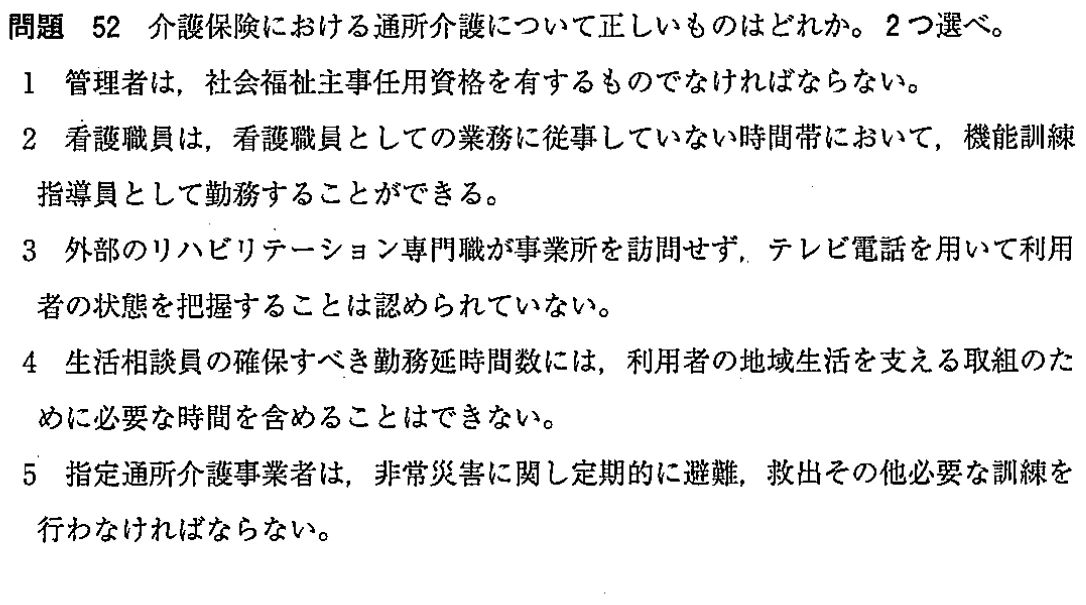 問題 52 介護保険における通所介護について正しいものはどれか。2つ選べ。
1 管理者は，社会福祉主事任用資格を有するものでなければならない。
2 看護職員は，看護職員としての業務に従事していない時間帯において，機能訓練
指導員として勤務することができる。
3 外部のリハビリテーション専門職が事業所を訪問せず，テレビ電話を用いて利用
者の状態を把握することは認められていない。
4 生活相談員の確保すべき勤務延時間数には，利用者の地域生活を支える取組のた
めに必要な時間を含めることはできない。
5 指定通所介護事業者は，非常災害に関し定期的に避難，救出その他必要な訓練を
行わなければならない。